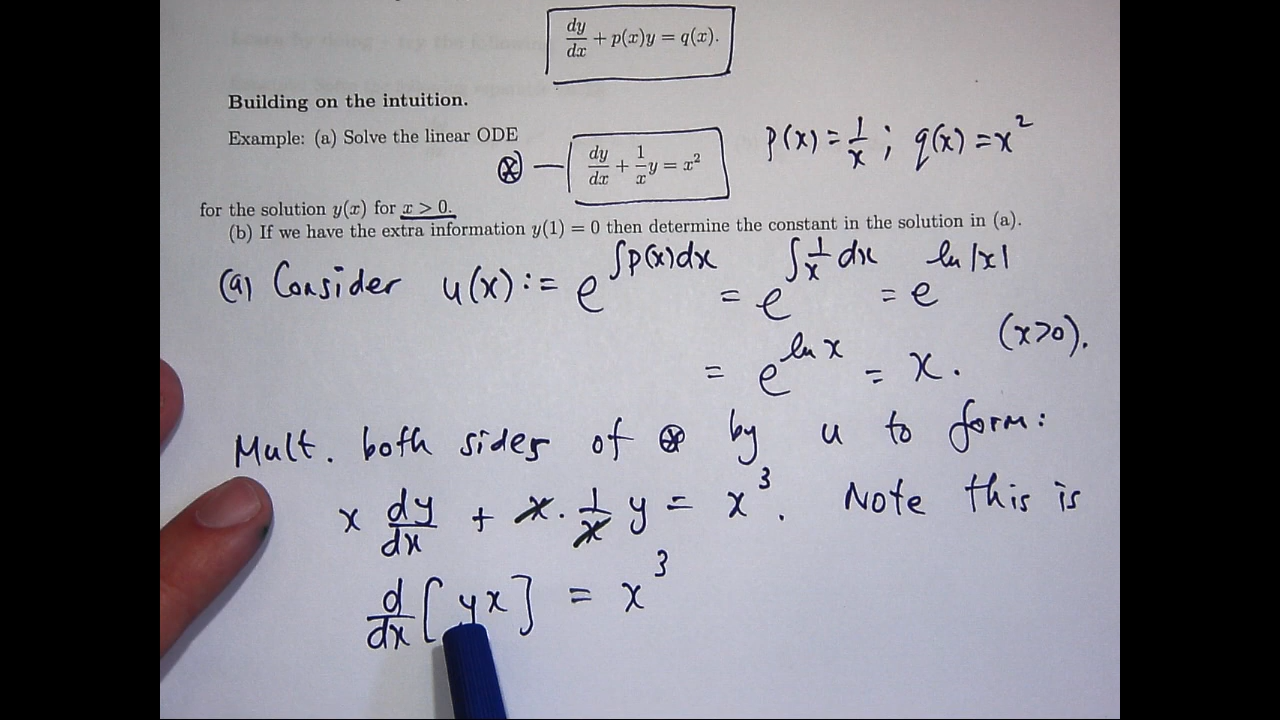 dy/dx + p(x)y = q(x).
Building on the intuition.
Example: (a) Solve the linear ODE
⊛ — dy/dx + 1/x y = x² p(x) = 1/x ; q(x) = x²
for the solution y(x) for x > 0.
(b) If we have the extra information y(1) = 0 then determine the constant in the solution in (a).
(a) Consider u(x) := e^{∫p(x)dx} = e^{∫1/x dx} = e^{ln|x|}
= e^{ln x} = x. (x>0).
Mult. both sides of ⊛ by u to form:
x dy/dx + x · 1/x y = x³. Note this is
d/dx [yx] = x³